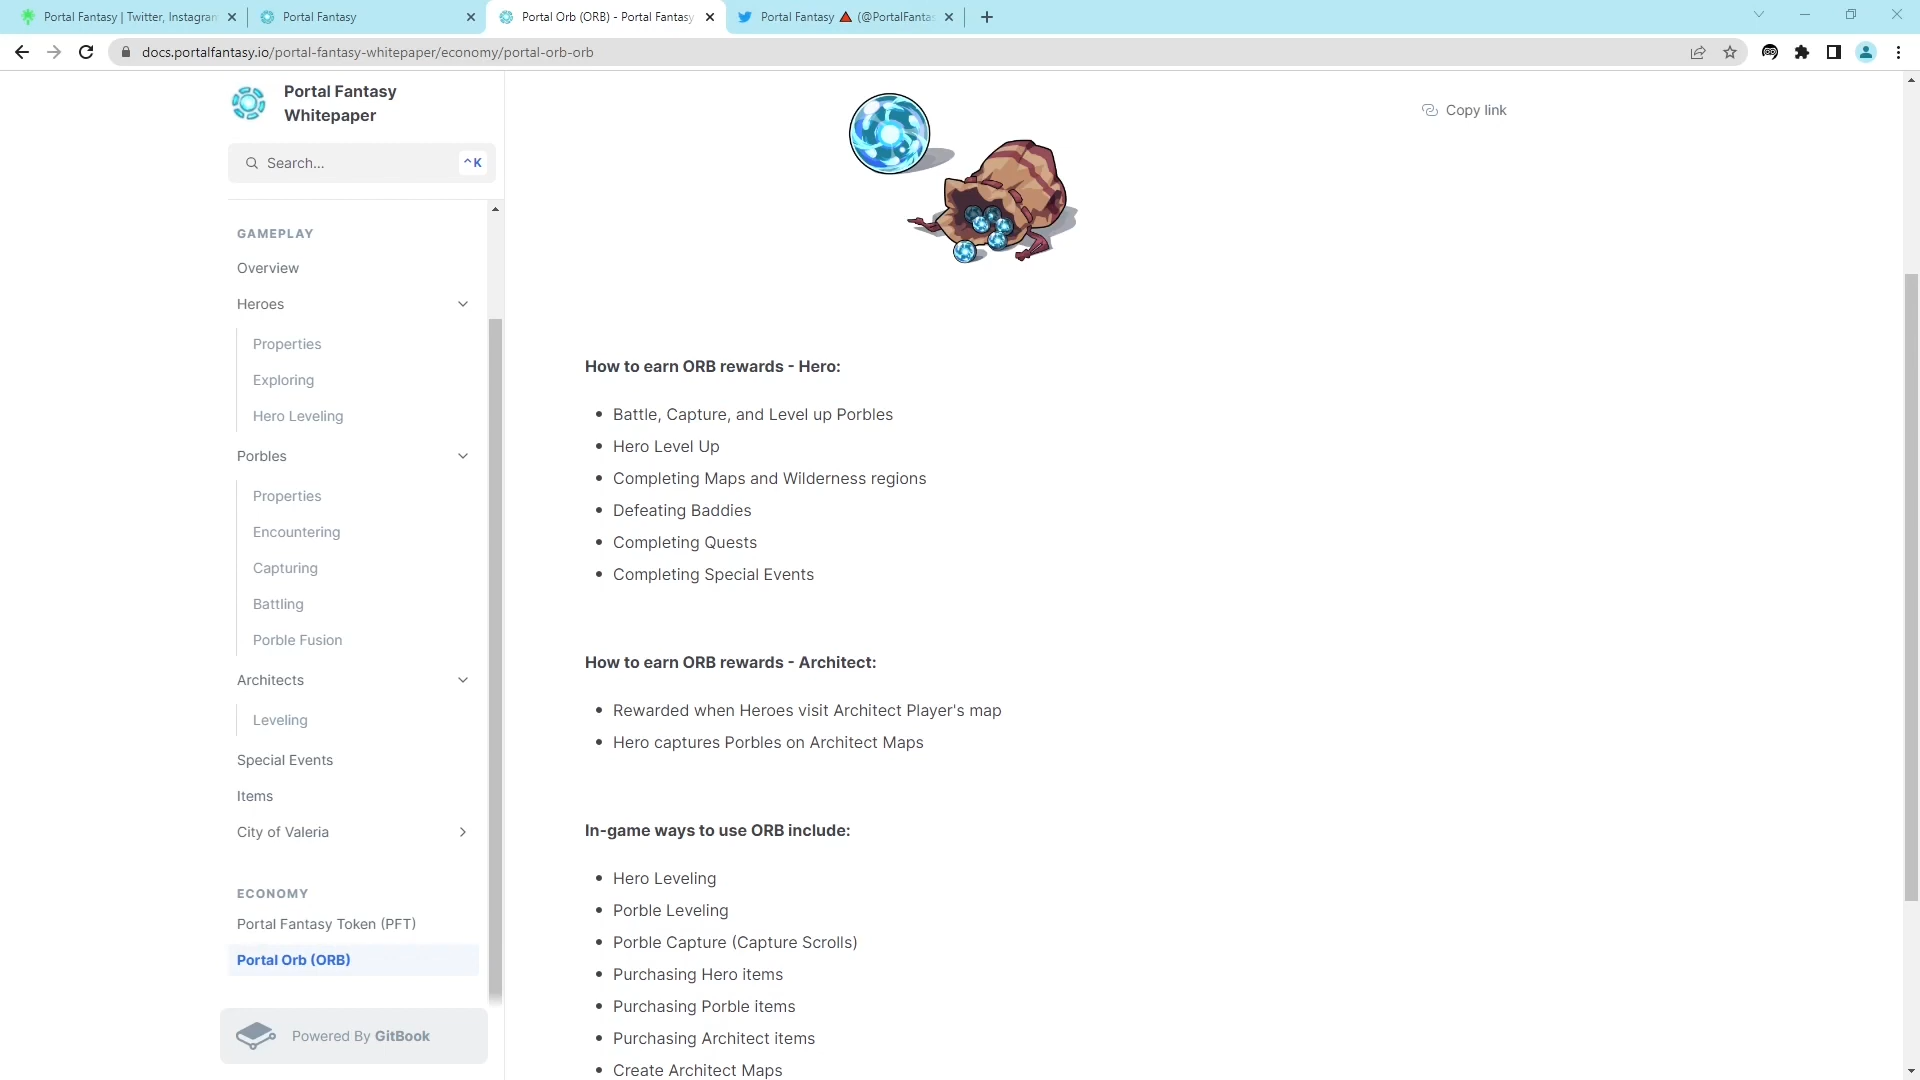 Portal Fantasy | Twitter, Instagram
Portal Fantasy
Portal Orb (ORB) - Portal Fantasy
Portal Fantasy 🔺 (@PortalFantas
docs.portalfantasy.io/portal-fantasy-whitepaper/economy/portal-orb-orb
Portal Fantasy
Whitepaper
Search...
^K
GAMEPLAY
Overview
Heroes
Properties
Exploring
Hero Leveling
Porbles
Properties
Encountering
Capturing
Battling
Porble Fusion
Architects
Leveling
Special Events
Items
City of Valeria
ECONOMY
Portal Fantasy Token (PFT)
Portal Orb (ORB)
Powered By GitBook
Copy link
How to earn ORB rewards - Hero:
• Battle, Capture, and Level up Porbles
• Hero Level Up
• Completing Maps and Wilderness regions
• Defeating Baddies
• Completing Quests
• Completing Special Events
How to earn ORB rewards - Architect:
• Rewarded when Heroes visit Architect Player's map
• Hero captures Porbles on Architect Maps
In-game ways to use ORB include:
• Hero Leveling
• Porble Leveling
• Porble Capture (Capture Scrolls)
• Purchasing Hero items
• Purchasing Porble items
• Purchasing Architect items
• Create Architect Maps